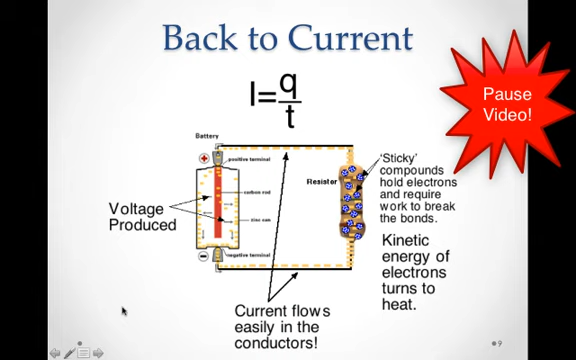 Back to Current
I=q/t
Pause
Video!
Battery
+
positive terminal
carbon rod
zinc can
−
negative terminal
Voltage
Produced
Resistor
'Sticky'
compounds
hold electrons
and require
work to break
the bonds.
Kinetic
energy of
electrons
turns to
heat.
Current flows
easily in the
conductors!
9